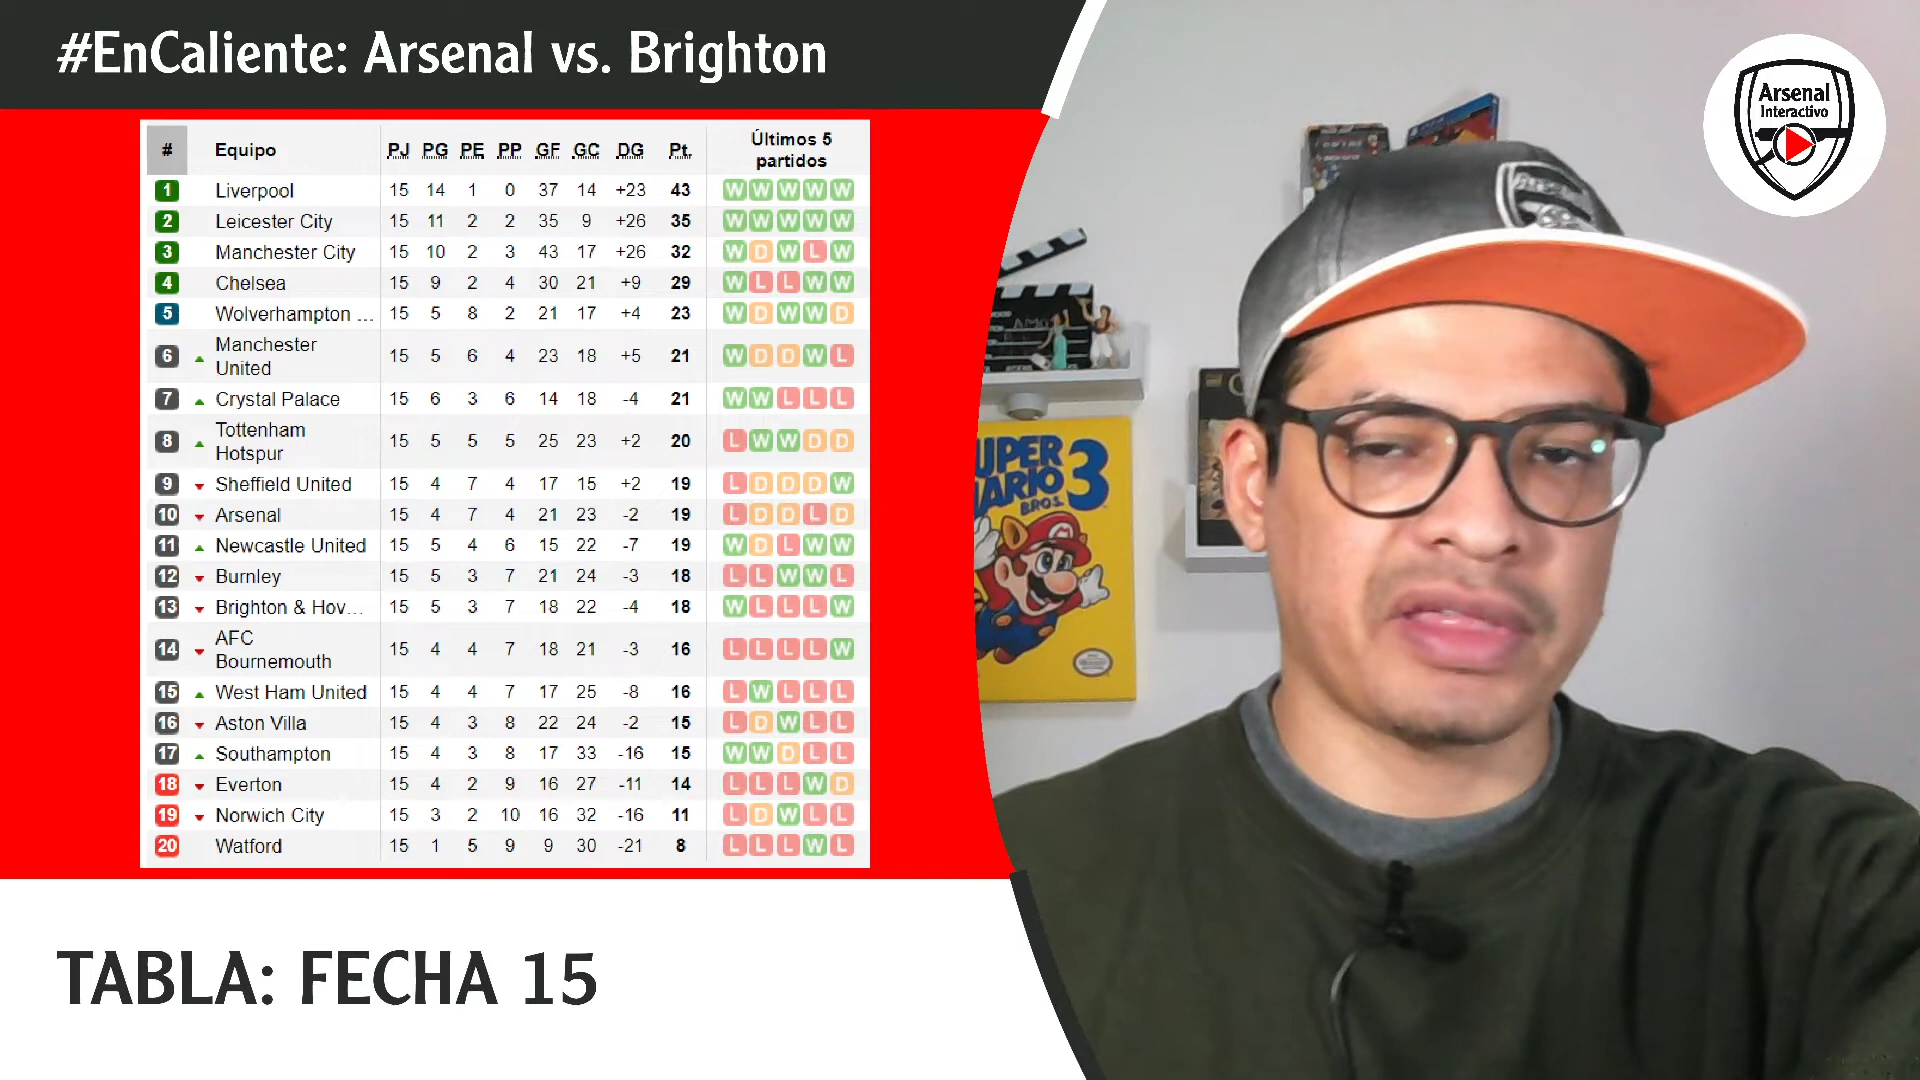 #EnCaliente: Arsenal vs. Brighton
Arsenal
Interactivo
# Equipo PJ PG PE PP GF GC DG Pt. Últimos 5 partidos
1 Liverpool 15 14 1 0 37 14 +23 43 W W W W W
2 Leicester City 15 11 2 2 35 9 +26 35 W W W W W
3 Manchester City 15 10 2 3 43 17 +26 32 W D W L W
4 Chelsea 15 9 2 4 30 21 +9 29 W L L W W
5 Wolverhampton ... 15 5 8 2 21 17 +4 23 W D W W D
6 Manchester United 15 5 6 4 23 18 +5 21 W D D W L
7 Crystal Palace 15 6 3 6 14 18 -4 21 W W L L L
8 Tottenham Hotspur 15 5 5 5 25 23 +2 20 L W W D D
9 Sheffield United 15 4 7 4 17 15 +2 19 L D D D W
10 Arsenal 15 4 7 4 21 23 -2 19 L D D L D
11 Newcastle United 15 5 4 6 15 22 -7 19 W D L W W
12 Burnley 15 5 3 7 21 24 -3 18 L L W W L
13 Brighton & Hov... 15 5 3 7 18 22 -4 18 W L L L W
14 AFC Bournemouth 15 4 4 7 18 21 -3 16 L L L L W
15 West Ham United 15 4 4 7 17 25 -8 16 L W L L L
16 Aston Villa 15 4 3 8 22 24 -2 15 L D W L L
17 Southampton 15 4 3 8 17 33 -16 15 W W D L L
18 Everton 15 4 2 9 16 27 -11 14 L L L W D
19 Norwich City 15 3 2 10 16 32 -16 11 L D W L L
20 Watford 15 1 5 9 9 30 -21 8 L L L W L
TABLA: FECHA 15
SUPER
MARIO 3
BROS.